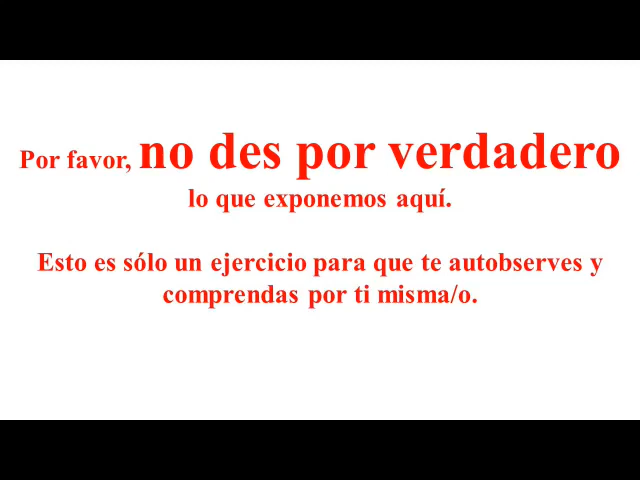 Por favor, no des por verdadero
lo que exponemos aquí.
Esto es sólo un ejercicio para que te autobserves y
comprendas por ti misma/o.